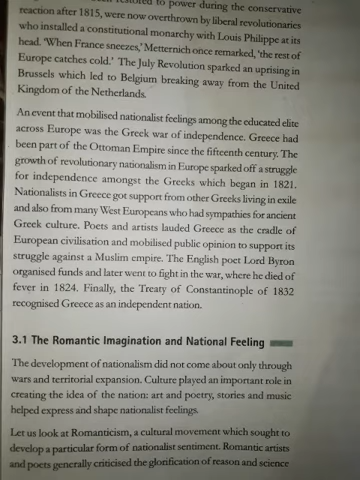 restored to power during the conservative
reaction after 1815, were now overthrown by liberal revolutionaries
who installed a constitutional monarchy with Louis Philippe at its
head. 'When France sneezes,' Metternich once remarked, 'the rest of
Europe catches cold.' The July Revolution sparked an uprising in
Brussels which led to Belgium breaking away from the United
Kingdom of the Netherlands.
An event that mobilised nationalist feelings among the educated elite
across Europe was the Greek war of independence. Greece had
been part of the Ottoman Empire since the fifteenth century. The
growth of revolutionary nationalism in Europe sparked off a struggle
for independence amongst the Greeks which began in 1821.
Nationalists in Greece got support from other Greeks living in exile
and also from many West Europeans who had sympathies for ancient
Greek culture. Poets and artists lauded Greece as the cradle of
European civilisation and mobilised public opinion to support its
struggle against a Muslim empire. The English poet Lord Byron
organised funds and later went to fight in the war, where he died of
fever in 1824. Finally, the Treaty of Constantinople of 1832
recognised Greece as an independent nation.
3.1 The Romantic Imagination and National Feeling
The development of nationalism did not come about only through
wars and territorial expansion. Culture played an important role in
creating the idea of the nation: art and poetry, stories and music
helped express and shape nationalist feelings.
Let us look at Romanticism, a cultural movement which sought to
develop a particular form of nationalist sentiment. Romantic artists
and poets generally criticised the glorification of reason and science